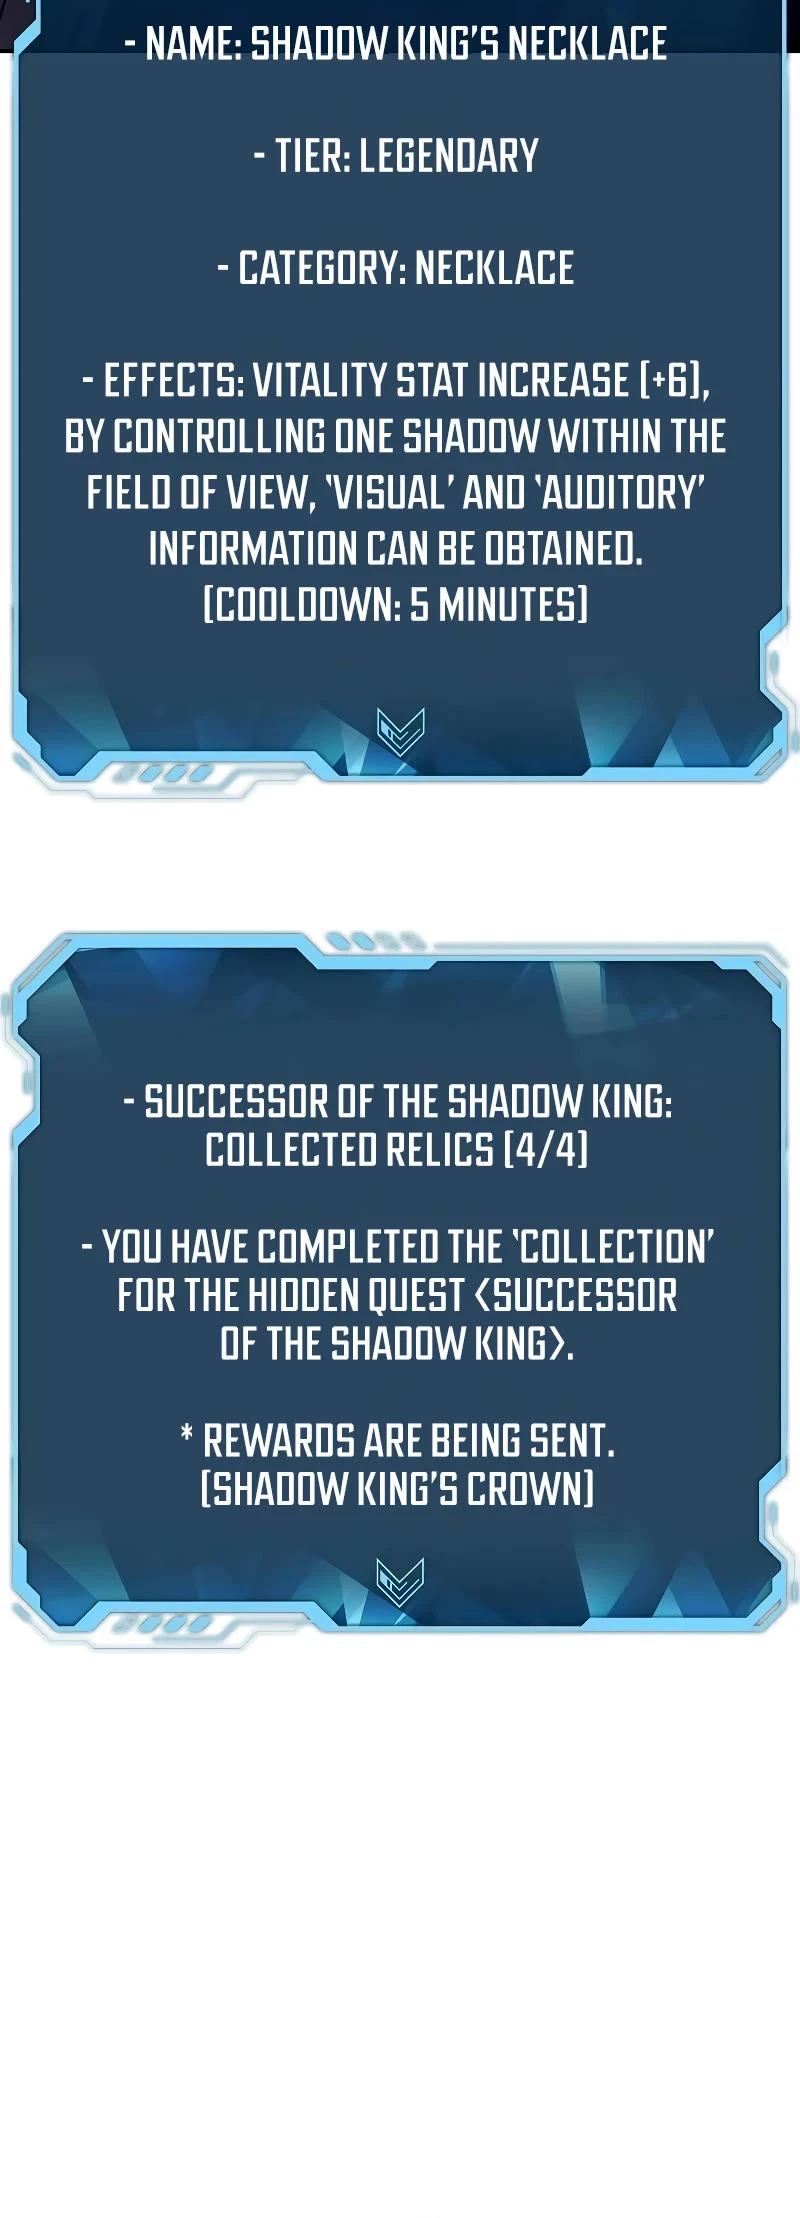 - NAME: SHADOW KING'S NECKLACE
- TIER: LEGENDARY
- CATEGORY: NECKLACE
- EFFECTS: VITALITY STAT INCREASE [+6],
BY CONTROLLING ONE SHADOW WITHIN THE
FIELD OF VIEW, 'VISUAL' AND 'AUDITORY'
INFORMATION CAN BE OBTAINED.
[COOLDOWN: 5 MINUTES]
- SUCCESSOR OF THE SHADOW KING:
COLLECTED RELICS [4/4]
- YOU HAVE COMPLETED THE 'COLLECTION'
FOR THE HIDDEN QUEST <SUCCESSOR
OF THE SHADOW KING>.
* REWARDS ARE BEING SENT.
[SHADOW KING'S CROWN]